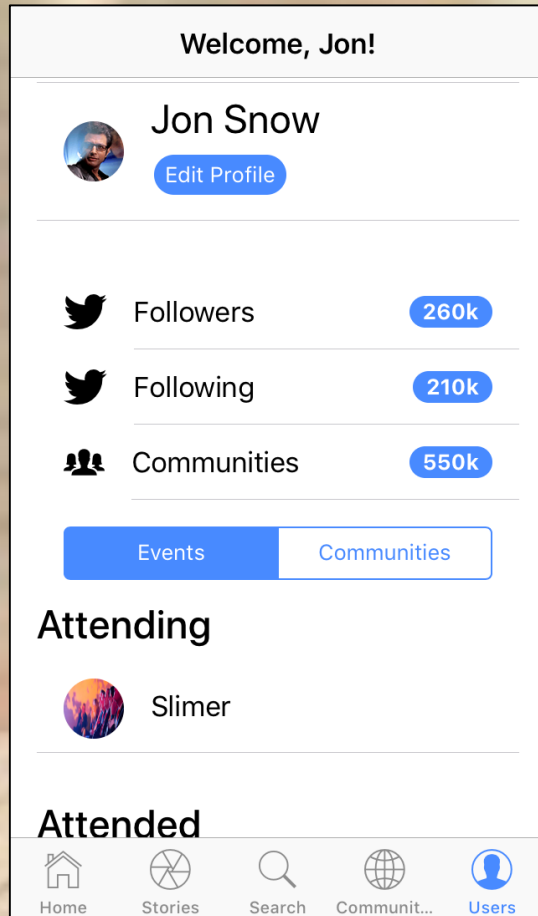 Welcome, Jon!
Jon Snow
Edit Profile
Followers 260k
Following 210k
Communities 550k
Events Communities
Attending
Slimer
Attended
Home Stories Search Communit... Users